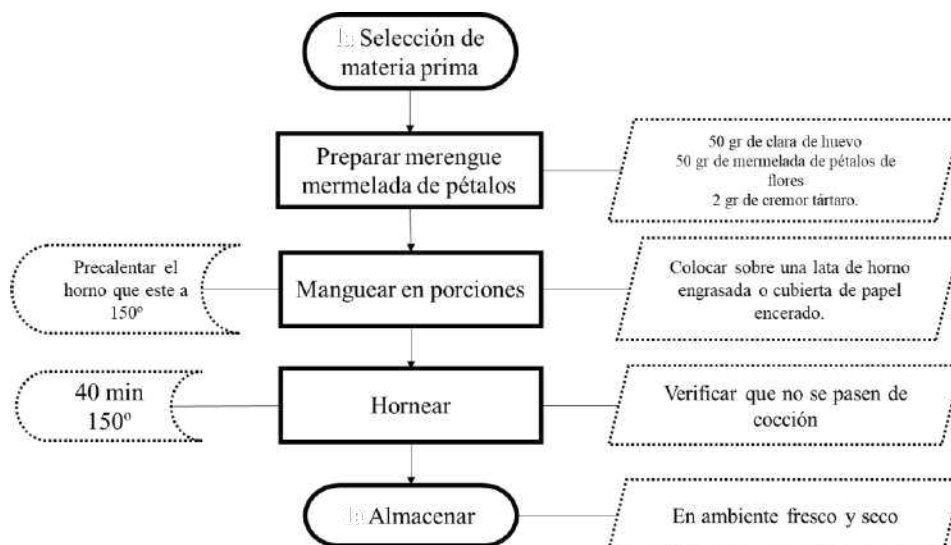 Selección de
materia prima
Preparar merengue
mermelada de pétalos
50 gr de clara de huevo
50 gr de mermelada de pétalos de
flores
2 gr de cremor tártaro.
Precalentar el
horno que este a
150º
Manguear en porciones
Colocar sobre una lata de horno
engrasada o cubierta de papel
encerado.
40 min
150º
Hornear
Verificar que no se pasen de
cocción
Almacenar
En ambiente fresco y seco